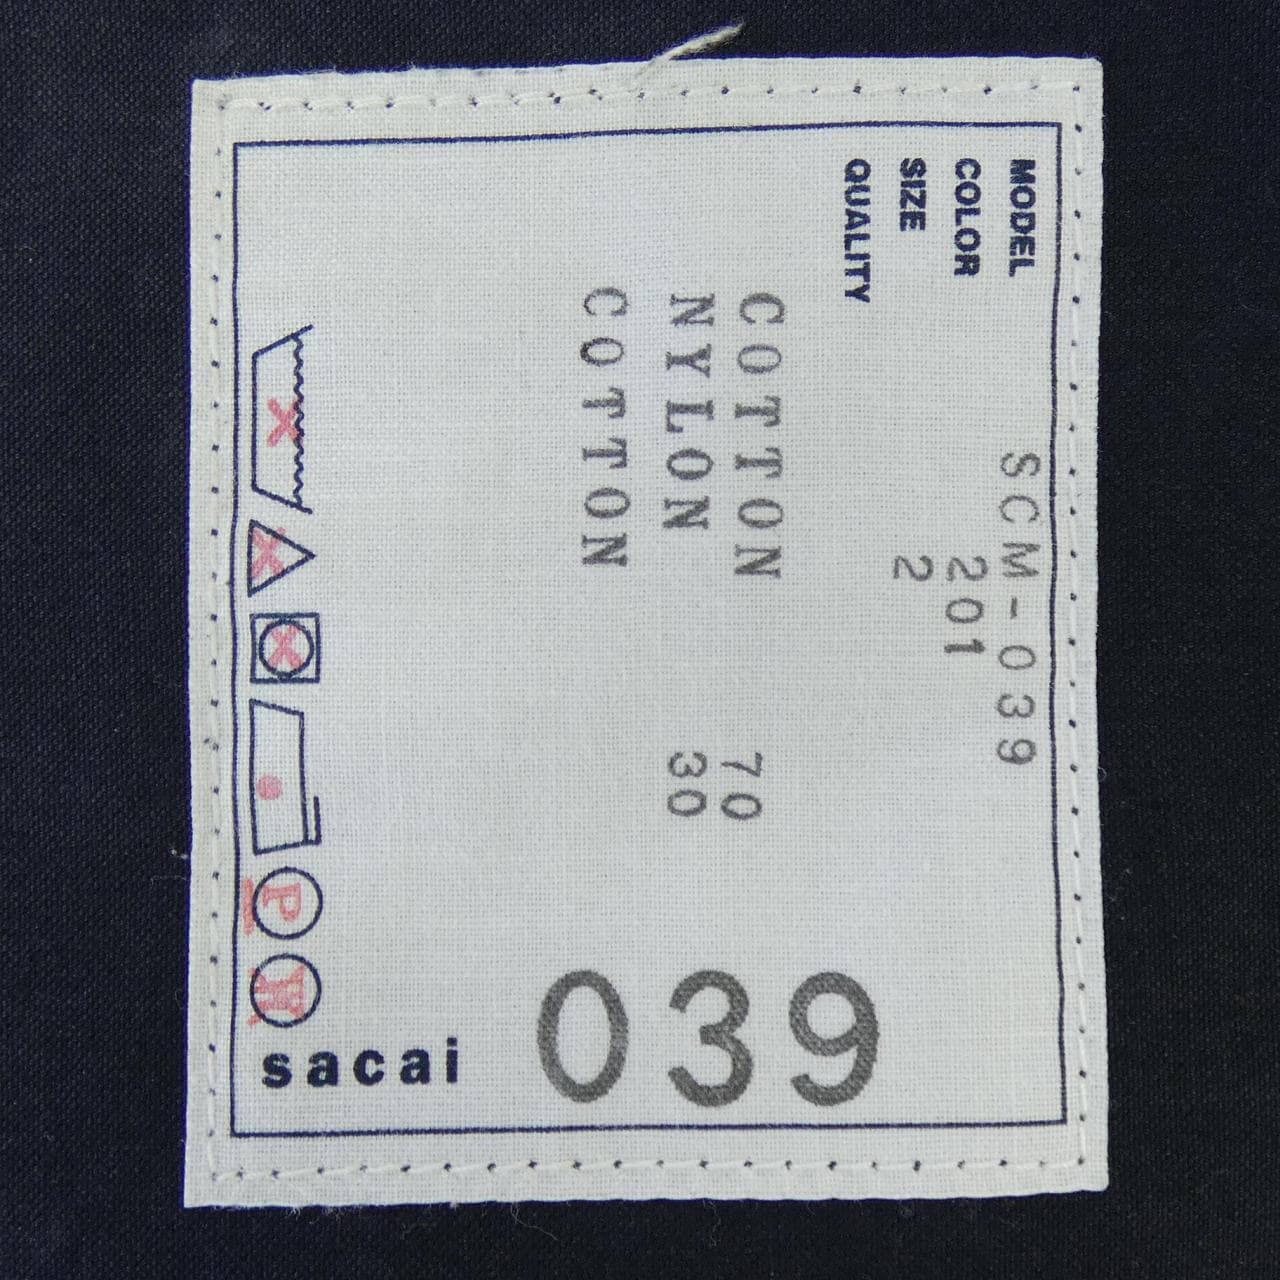 MODEL SCM-039
COLOR 201
SIZE 2
QUALITY
COTTON 70
NYLON 30
COTTON
039
P
sacai